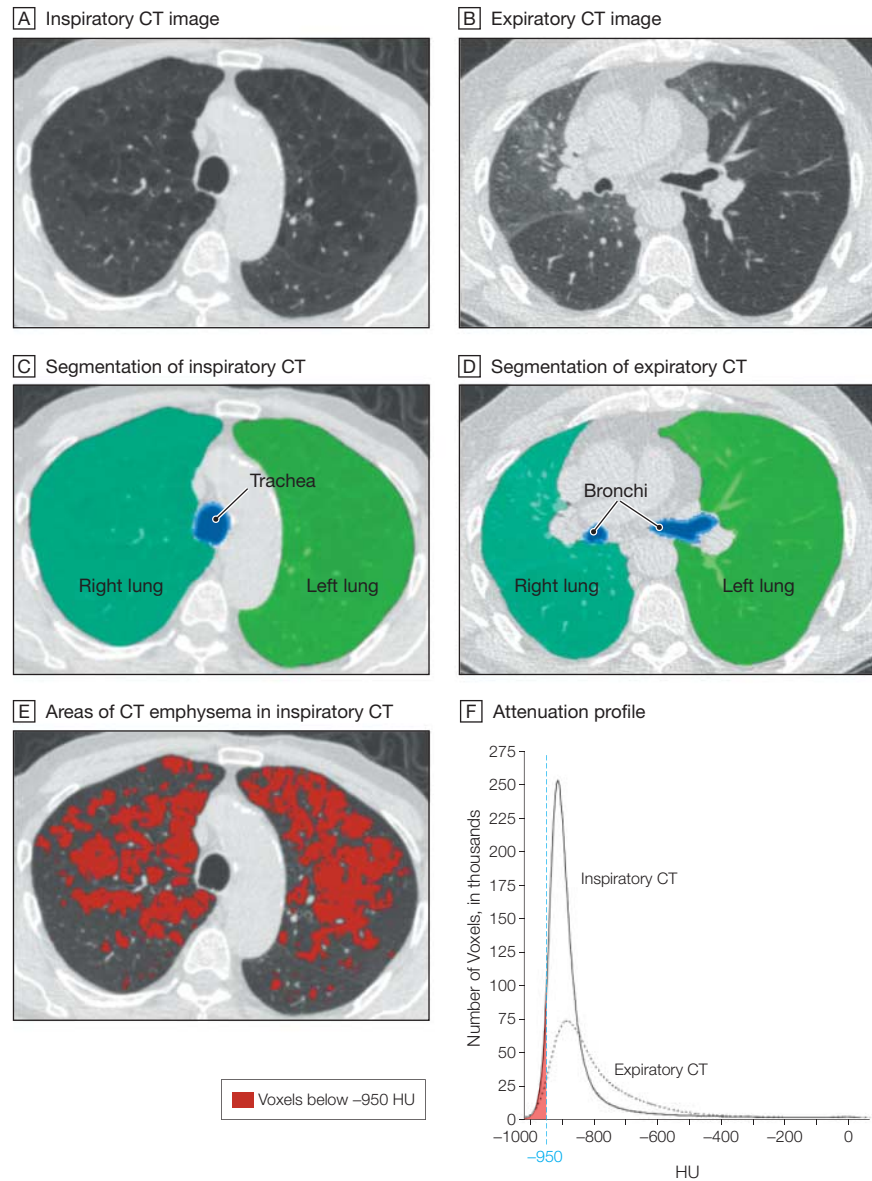 A Inspiratory CT image
B Expiratory CT image
C Segmentation of inspiratory CT
Trachea
Right lung
Left lung
D Segmentation of expiratory CT
Bronchi
Right lung
Left lung
E Areas of CT emphysema in inspiratory CT
Voxels below –950 HU
F Attenuation profile
Number of Voxels, in thousands
275
250
225
200
175
150
125
100
75
50
25
0
Inspiratory CT
Expiratory CT
–1000
–800
–600
–400
–200
0
–950
HU